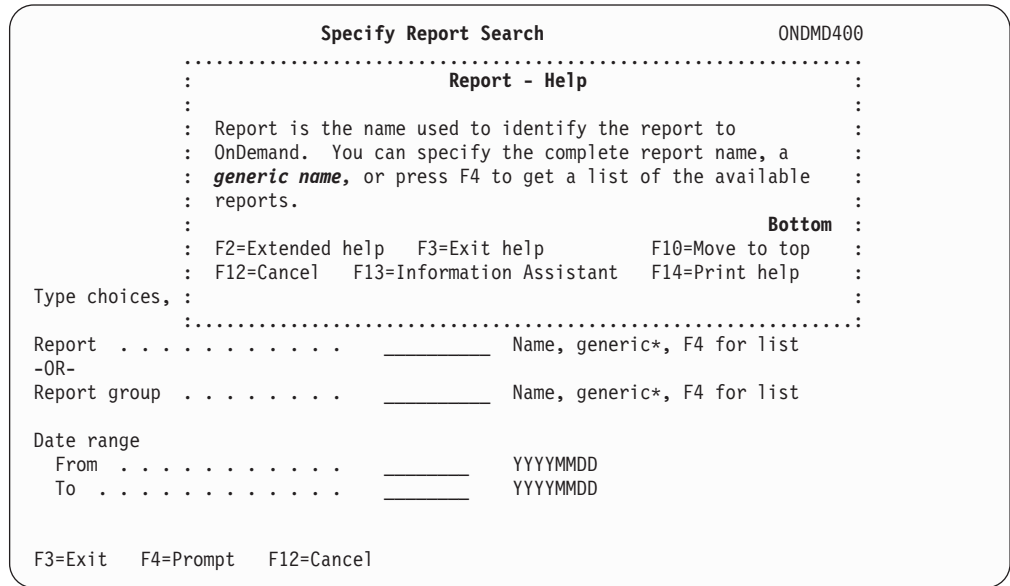 Specify Report Search ONDMD400
................................................................
: Report - Help :
: :
: Report is the name used to identify the report to :
: OnDemand. You can specify the complete report name, a :
: generic name, or press F4 to get a list of the available :
: reports. :
: Bottom :
: F2=Extended help F3=Exit help F10=Move to top :
: F12=Cancel F13=Information Assistant F14=Print help :
Type choices, : :
:..............................................................:
Report . . . . . . . . . . . __________ Name, generic*, F4 for list
-OR-
Report group . . . . . . . . __________ Name, generic*, F4 for list
Date range
From . . . . . . . . . . . ________ YYYYMMDD
To . . . . . . . . . . . . ________ YYYYMMDD
F3=Exit F4=Prompt F12=Cancel